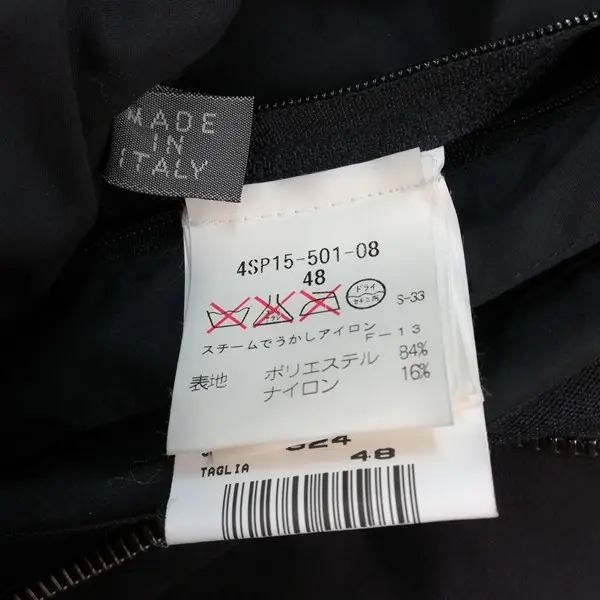 MADE
IN
ITALY
4SP15-501-08
48
ドライ
セキユ系
S-33
スチームでうかしアイロン
F-13
表地 ポリエステル 84%
ナイロン 16%
324
TAGLIA 48